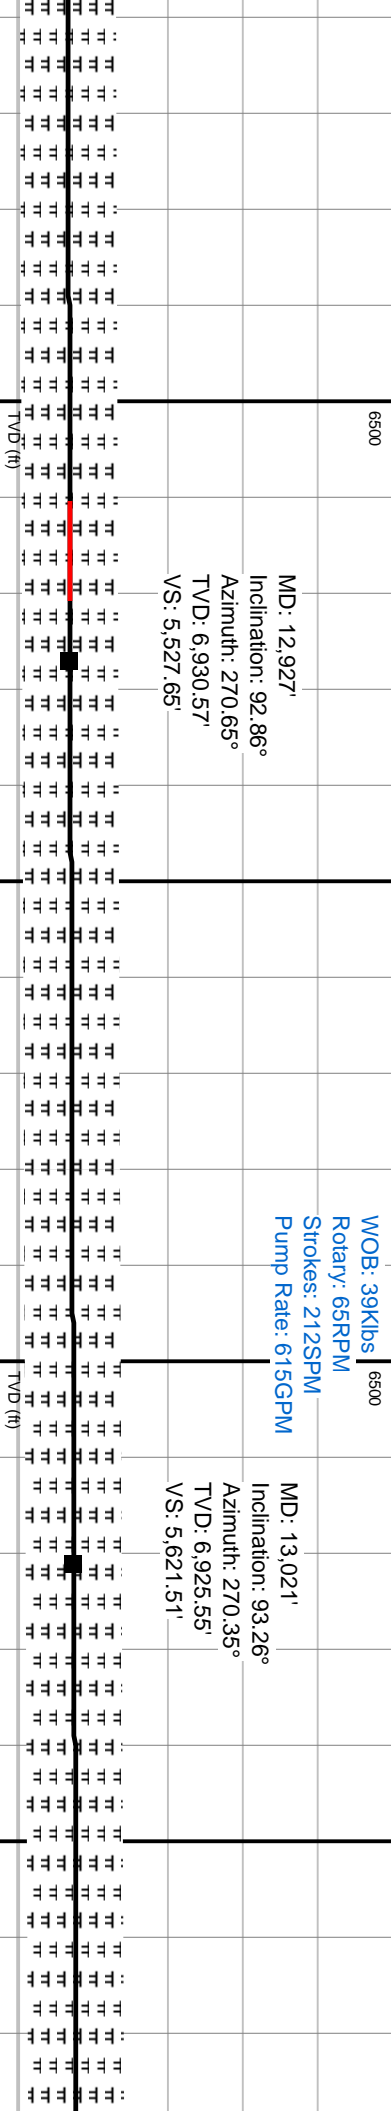 6500
TVD (ft)
MD: 12,927'
Inclination: 92.86°
Azimuth: 270.65°
TVD: 6,930.57'
VS: 5,527.65'
WOB: 39Klbs
Rotary: 65RPM
Strokes: 212SPM
Pump Rate: 615GPM
6500
TVD (ft)
MD: 13,021'
Inclination: 93.26°
Azimuth: 270.35°
TVD: 6,925.55'
VS: 5,621.51'